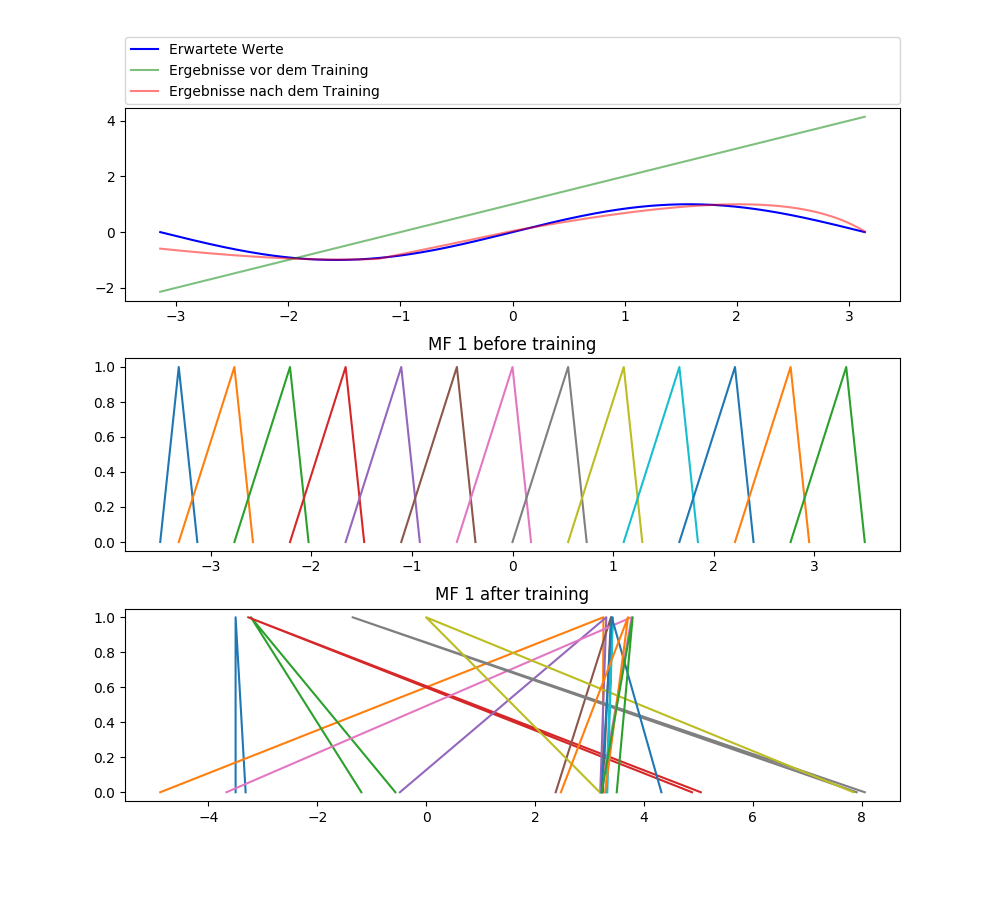 Erwartete Werte
Ergebnisse vor dem Training
Ergebnisse nach dem Training
4
2
0
−2
−3 −2 −1 0 1 2 3
MF 1 before training
1.0
0.8
0.6
0.4
0.2
0.0
−3 −2 −1 0 1 2 3
MF 1 after training
1.0
0.8
0.6
0.4
0.2
0.0
−4 −2 0 2 4 6 8